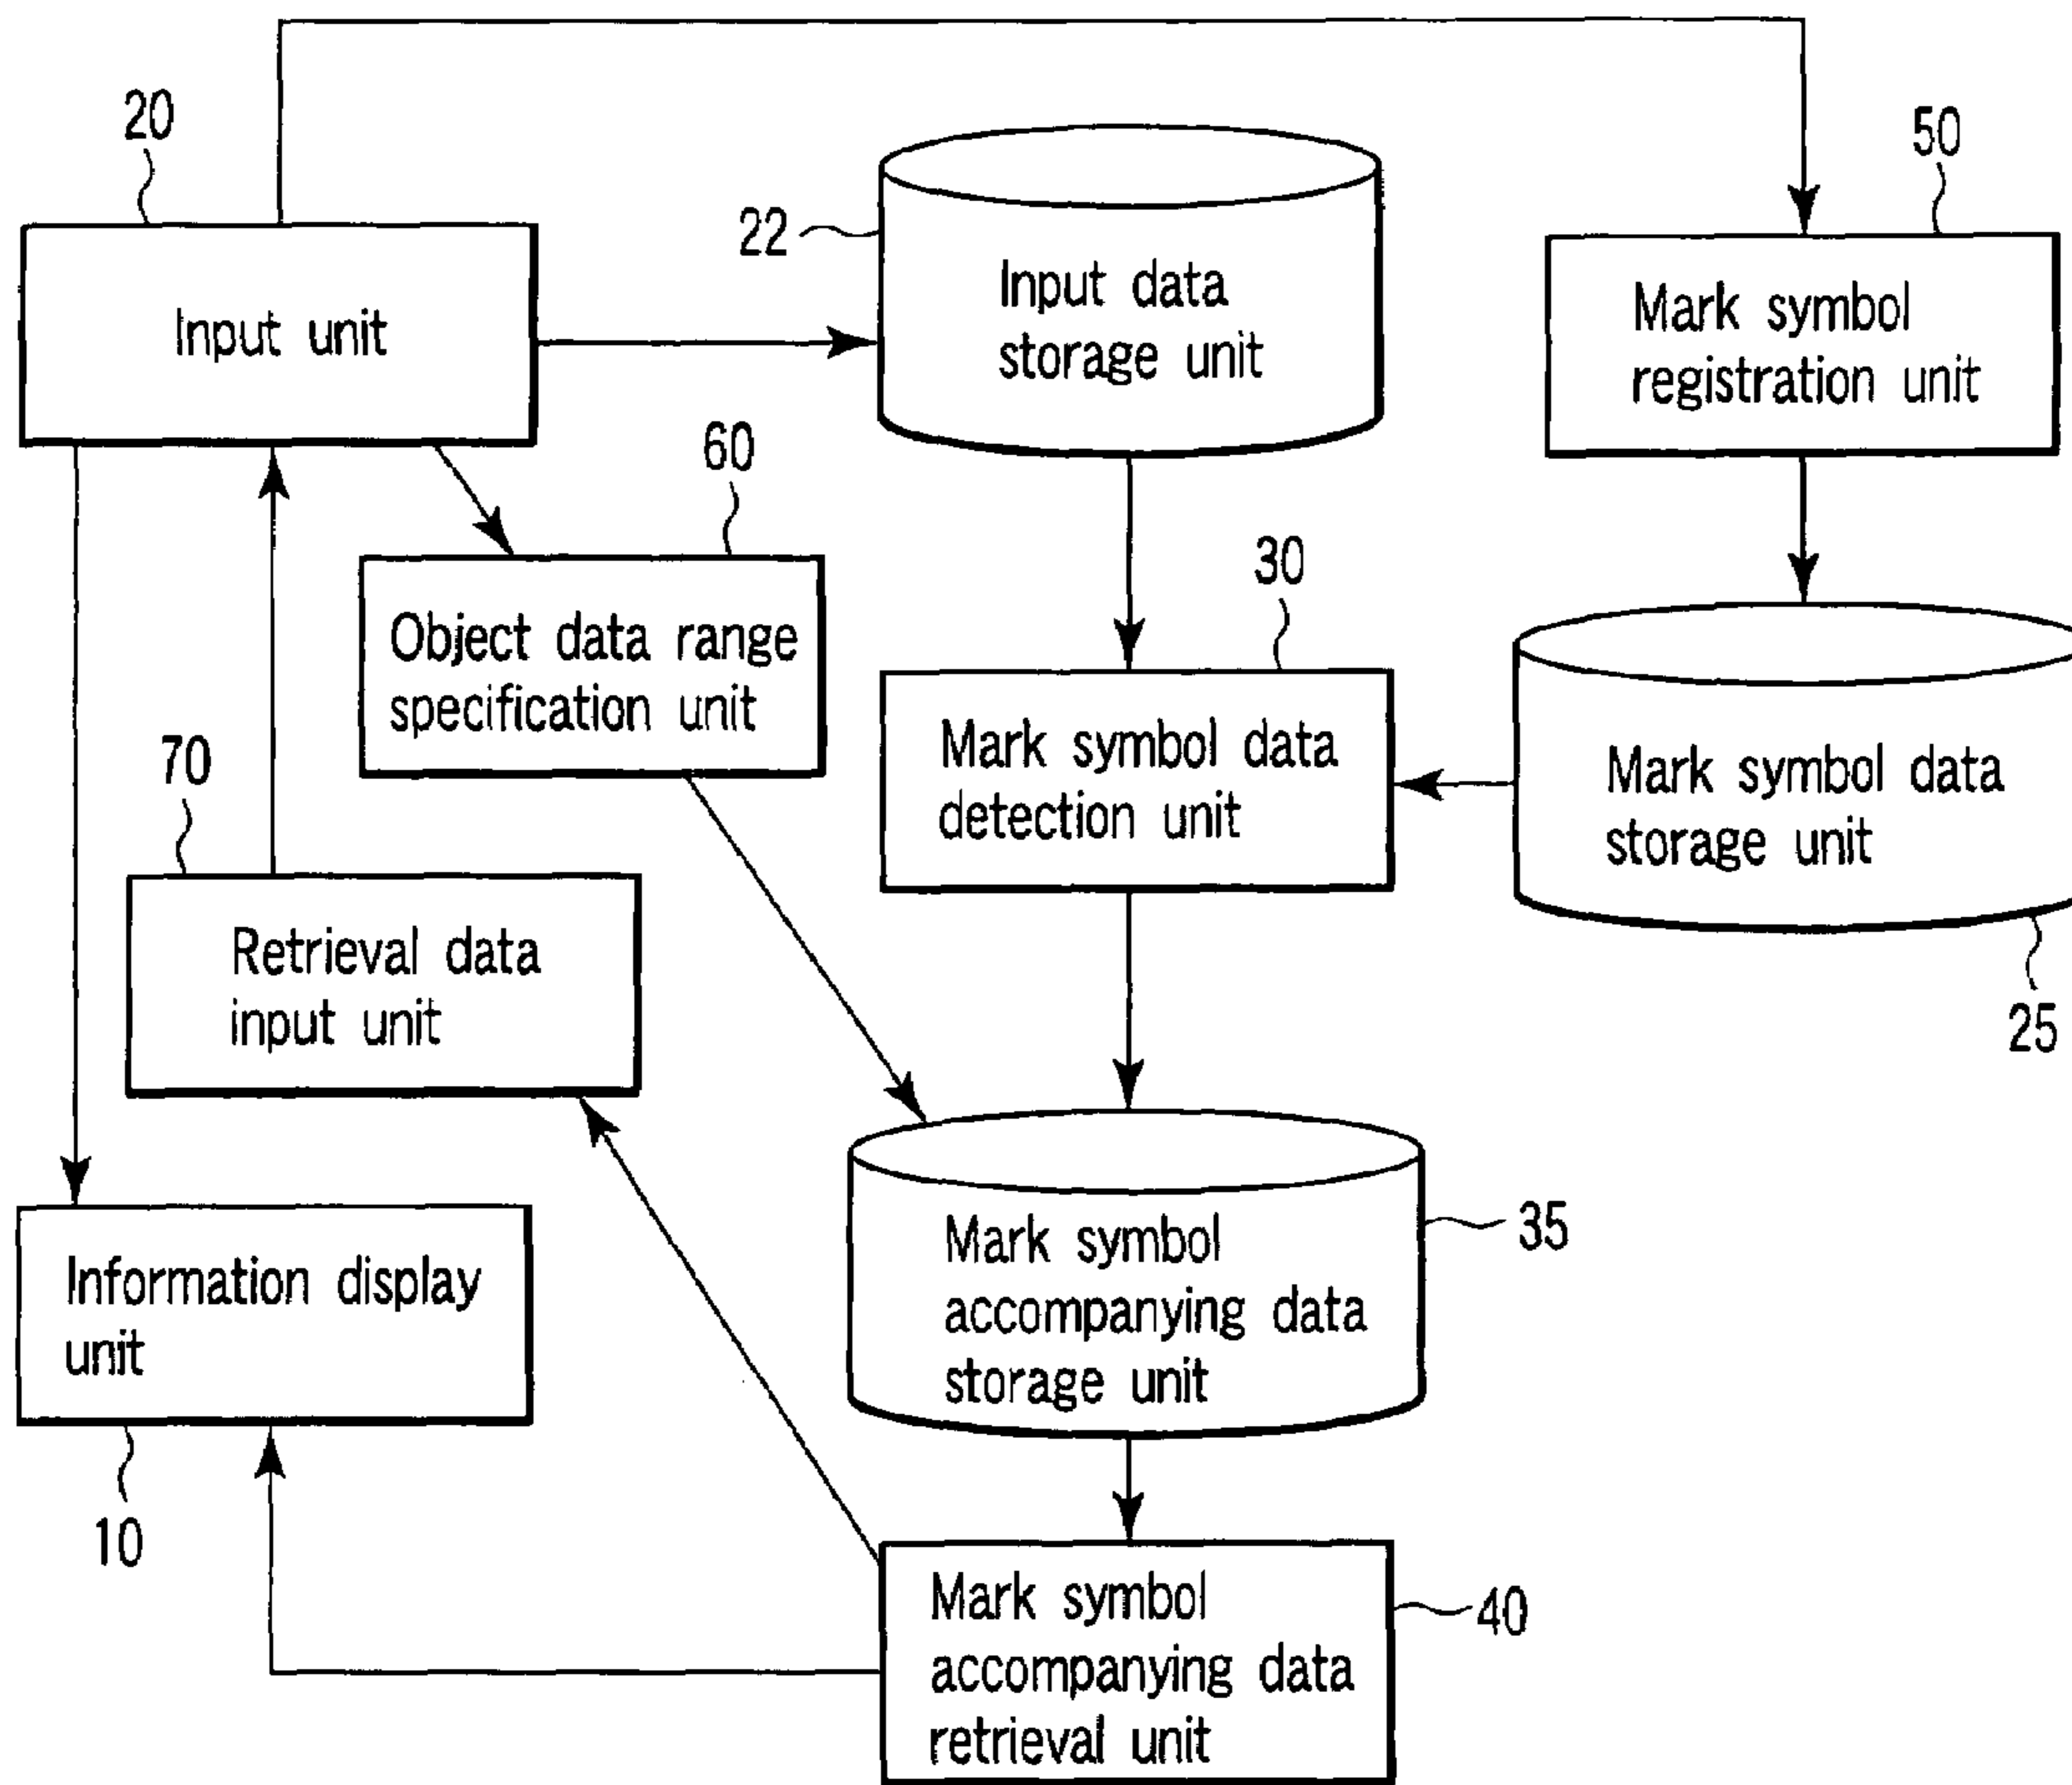 20
Input unit
22
Input data
storage unit
50
Mark symbol
registration unit
60
Object data range
specification unit
30
Mark symbol data
detection unit
Mark symbol data
storage unit
25
70
Retrieval data
input unit
Information display
unit
10
Mark symbol
accompanying data
storage unit
35
Mark symbol
accompanying data
retrieval unit
40